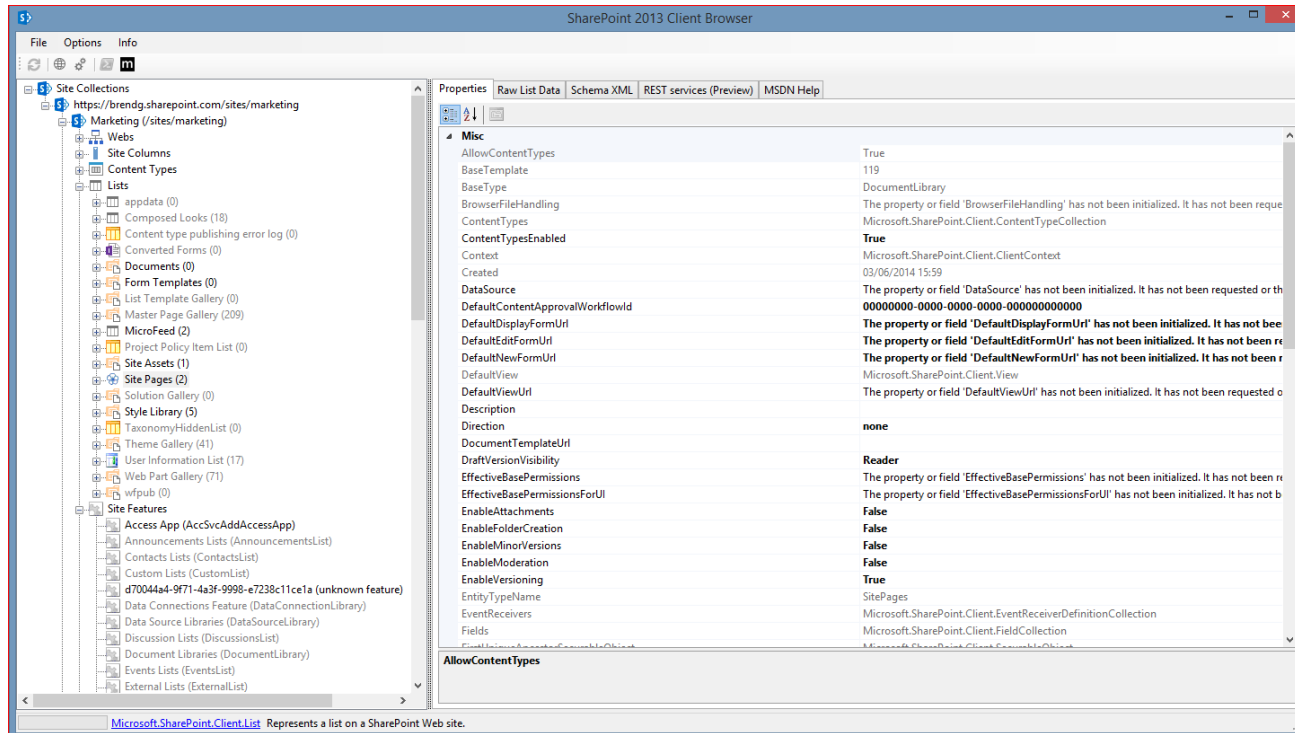 SharePoint 2013 Client Browser
File Options Info
Site Collections
https://brendg.sharepoint.com/sites/marketing
Marketing (/sites/marketing)
Webs
Site Columns
Content Types
Lists
appdata (0)
Composed Looks (18)
Content type publishing error log (0)
Converted Forms (0)
Documents (0)
Form Templates (0)
List Template Gallery (0)
Master Page Gallery (209)
MicroFeed (2)
Project Policy Item List (0)
Site Assets (1)
Site Pages (2)
Solution Gallery (0)
Style Library (5)
TaxonomyHiddenList (0)
Theme Gallery (41)
User Information List (17)
Web Part Gallery (71)
wfpub (0)
Site Features
Access App (AccSvcAddAccessApp)
Announcements Lists (AnnouncementsList)
Contacts Lists (ContactsList)
Custom Lists (CustomList)
d70044a4-9f71-4a3f-9998-e7238c11ce1a (unknown feature)
Data Connections Feature (DataConnectionLibrary)
Data Source Libraries (DataSourceLibrary)
Discussion Lists (DiscussionsList)
Document Libraries (DocumentLibrary)
Events Lists (EventsList)
External Lists (ExternalList)
Properties Raw List Data Schema XML REST services (Preview) MSDN Help
Misc
AllowContentTypes True
BaseTemplate 119
BaseType DocumentLibrary
BrowserFileHandling The property or field 'BrowserFileHandling' has not been initialized. It has not been reque
ContentTypes Microsoft.SharePoint.Client.ContentTypeCollection
ContentTypesEnabled True
Context Microsoft.SharePoint.Client.ClientContext
Created 03/06/2014 15:59
DataSource The property or field 'DataSource' has not been initialized. It has not been requested or th
DefaultContentApprovalWorkflowId 00000000-0000-0000-0000-000000000000
DefaultDisplayFormUrl The property or field 'DefaultDisplayFormUrl' has not been initialized. It has not bee
DefaultEditFormUrl The property or field 'DefaultEditFormUrl' has not been initialized. It has not been re
DefaultNewFormUrl The property or field 'DefaultNewFormUrl' has not been initialized. It has not been r
DefaultView Microsoft.SharePoint.Client.View
DefaultViewUrl The property or field 'DefaultViewUrl' has not been initialized. It has not been requested o
Description
Direction none
DocumentTemplateUrl
DraftVersionVisibility Reader
EffectiveBasePermissions The property or field 'EffectiveBasePermissions' has not been initialized. It has not been re
EffectiveBasePermissionsForUI The property or field 'EffectiveBasePermissionsForUI' has not been initialized. It has not b
EnableAttachments False
EnableFolderCreation False
EnableMinorVersions False
EnableModeration False
EnableVersioning True
EntityTypeName SitePages
EventReceivers Microsoft.SharePoint.Client.EventReceiverDefinitionCollection
Fields Microsoft.SharePoint.Client.FieldCollection
FirstUniqueAncestorSecurableObject Microsoft.SharePoint.Client.SecurableObject
AllowContentTypes
Microsoft.SharePoint.Client.List Represents a list on a SharePoint Web site.